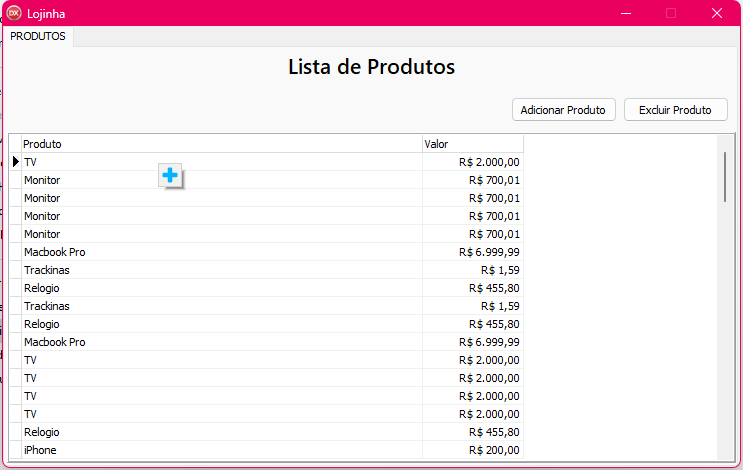 DX Lojinha
PRODUTOS
Lista de Produtos
Adicionar Produto Excluir Produto
Produto Valor
TV R$ 2.000,00
Monitor R$ 700,01
Monitor R$ 700,01
Monitor R$ 700,01
Monitor R$ 700,01
Macbook Pro R$ 6.999,99
Trackinas R$ 1,59
Relogio R$ 455,80
Trackinas R$ 1,59
Relogio R$ 455,80
Macbook Pro R$ 6.999,99
TV R$ 2.000,00
TV R$ 2.000,00
TV R$ 2.000,00
TV R$ 2.000,00
Relogio R$ 455,80
iPhone R$ 200,00